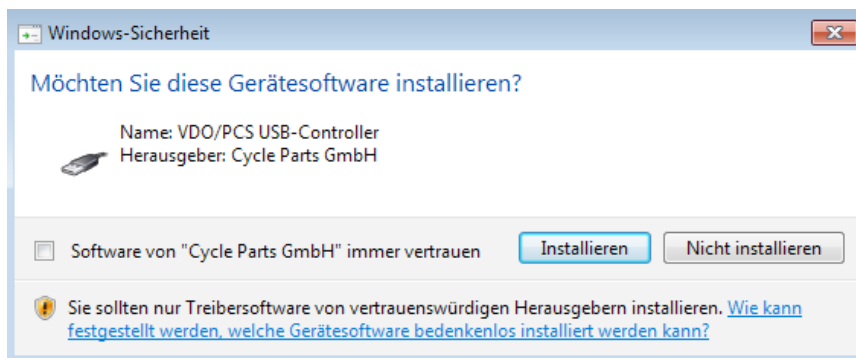 Windows-Sicherheit
Möchten Sie diese Gerätesoftware installieren?
Name: VDO/PCS USB-Controller
Herausgeber: Cycle Parts GmbH
Software von "Cycle Parts GmbH" immer vertrauen
Installieren
Nicht installieren
Sie sollten nur Treibersoftware von vertrauenswürdigen Herausgebern installieren. Wie kann
festgestellt werden, welche Gerätesoftware bedenkenlos installiert werden kann?